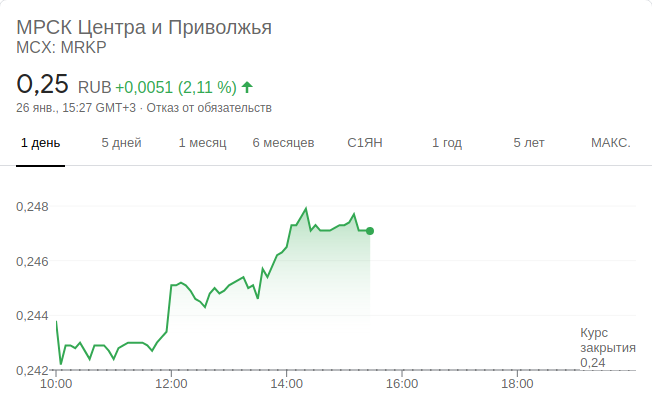 МРСК Центра и Приволжья
MCX: MRKP
0,25 RUB +0,0051 (2,11 %)
26 янв., 15:27 GMT+3 · Отказ от обязательств
1 день 5 дней 1 месяц 6 месяцев С1ЯН 1 год 5 лет МАКС.
0,248
0,246
0,244
0,242
Курс
закрытия
0,24
10:00 12:00 14:00 16:00 18:00